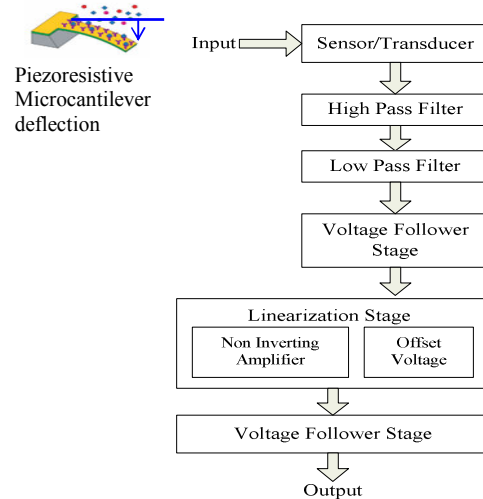 Piezoresistive
Microcantilever
deflection
Input
Sensor/Transducer
High Pass Filter
Low Pass Filter
Voltage Follower
Stage
Linearization Stage
Non Inverting
Amplifier
Offset
Voltage
Voltage Follower Stage
Output